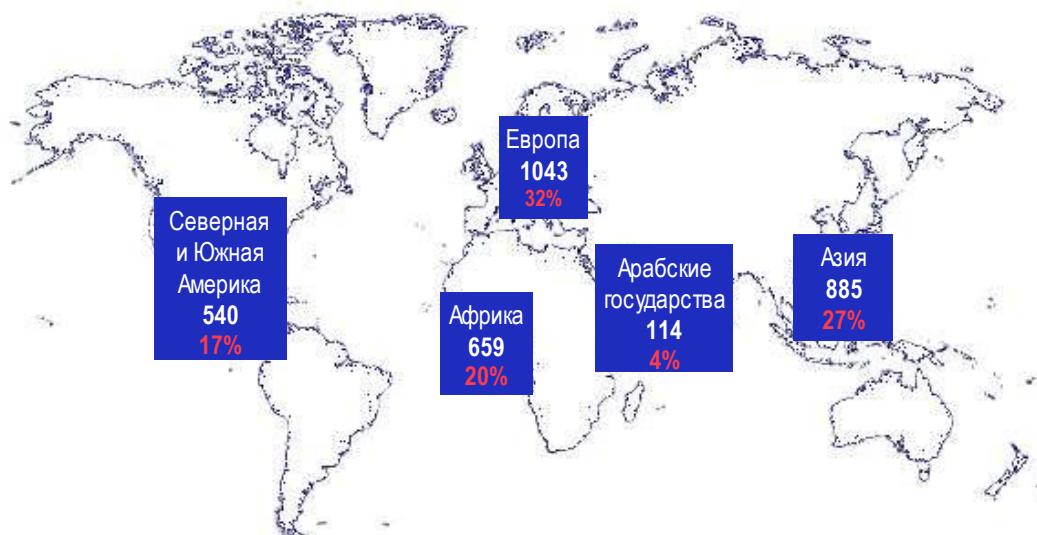 Европа
1043
32%
Северная
и Южная
Америка
540
17%
Африка
659
20%
Арабские
государства
114
4%
Азия
885
27%